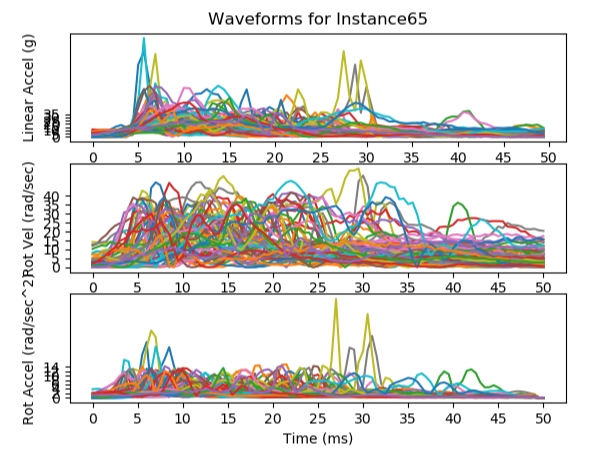 Waveforms for Instance65
Linear Accel (g)
35
0
0 5 10 15 20 25 30 35 40 45 50
Rot Vel (rad/sec)
40
35
30
25
20
15
10
5
0
0 5 10 15 20 25 30 35 40 45 50
Rot Accel (rad/sec^2)
14
0
0 5 10 15 20 25 30 35 40 45 50
Time (ms)